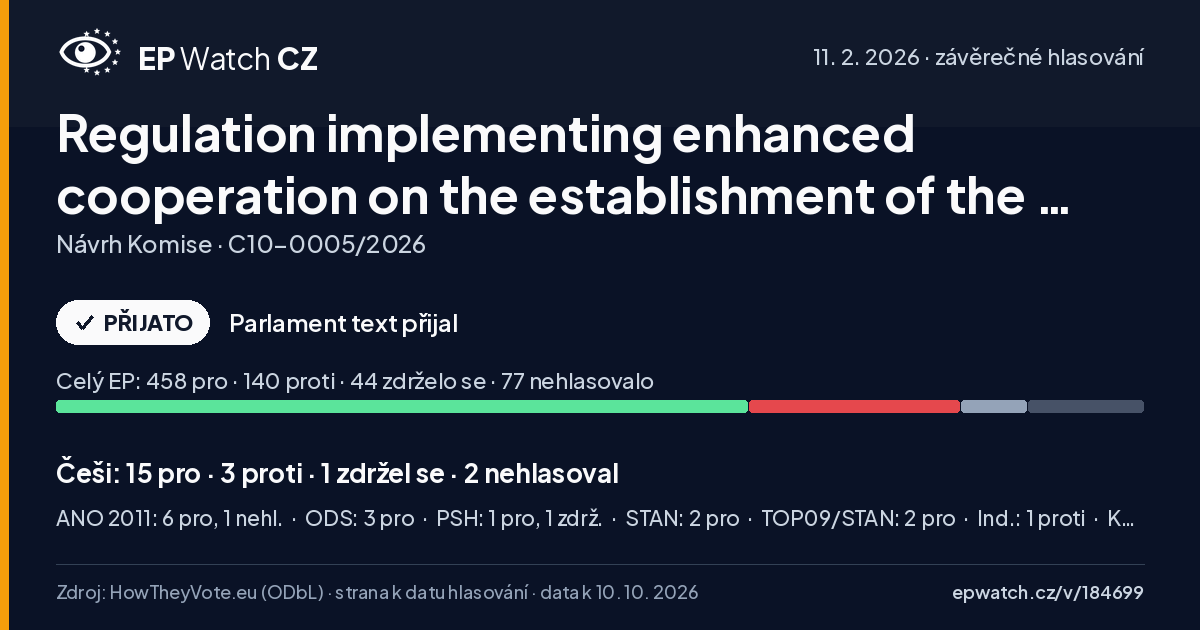 EP Watch CZ
11. 2. 2026 · závěrečné hlasování
Regulation implementing enhanced
cooperation on the establishment of the ...
Návrh Komise · C10-0005/2026
✓ PŘIJATO
Parlament text přijal
Celý EP: 458 pro · 140 proti · 44 zdrželo se · 77 nehlasovalo
Češi: 15 pro · 3 proti · 1 zdržel se · 2 nehlasoval
ANO 2011: 6 pro, 1 nehl. · ODS: 3 pro · PSH: 1 pro, 1 zdrž. · STAN: 2 pro · TOP09/STAN: 2 pro · Ind.: 1 proti · K...
Zdroj: HowTheyVote.eu (ODbL) · strana k datu hlasování · data k 10. 10. 2026
epwatch.cz/v/184699